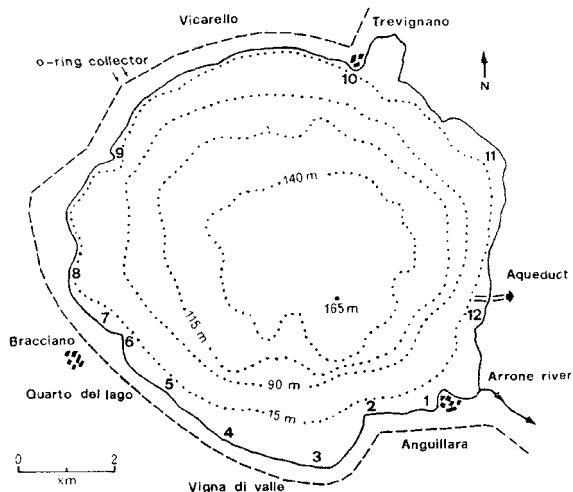 Vicarello
Trevignano
o-ring collector
10
N
9
11
140 m
8
Aqueduct
165 m
115 m
12
7
Bracciano
6
Arrone river
90 m
5
Quarto del lago
15 m
2
1
4
Anguillara
3
0 2
km
Vigna di valle